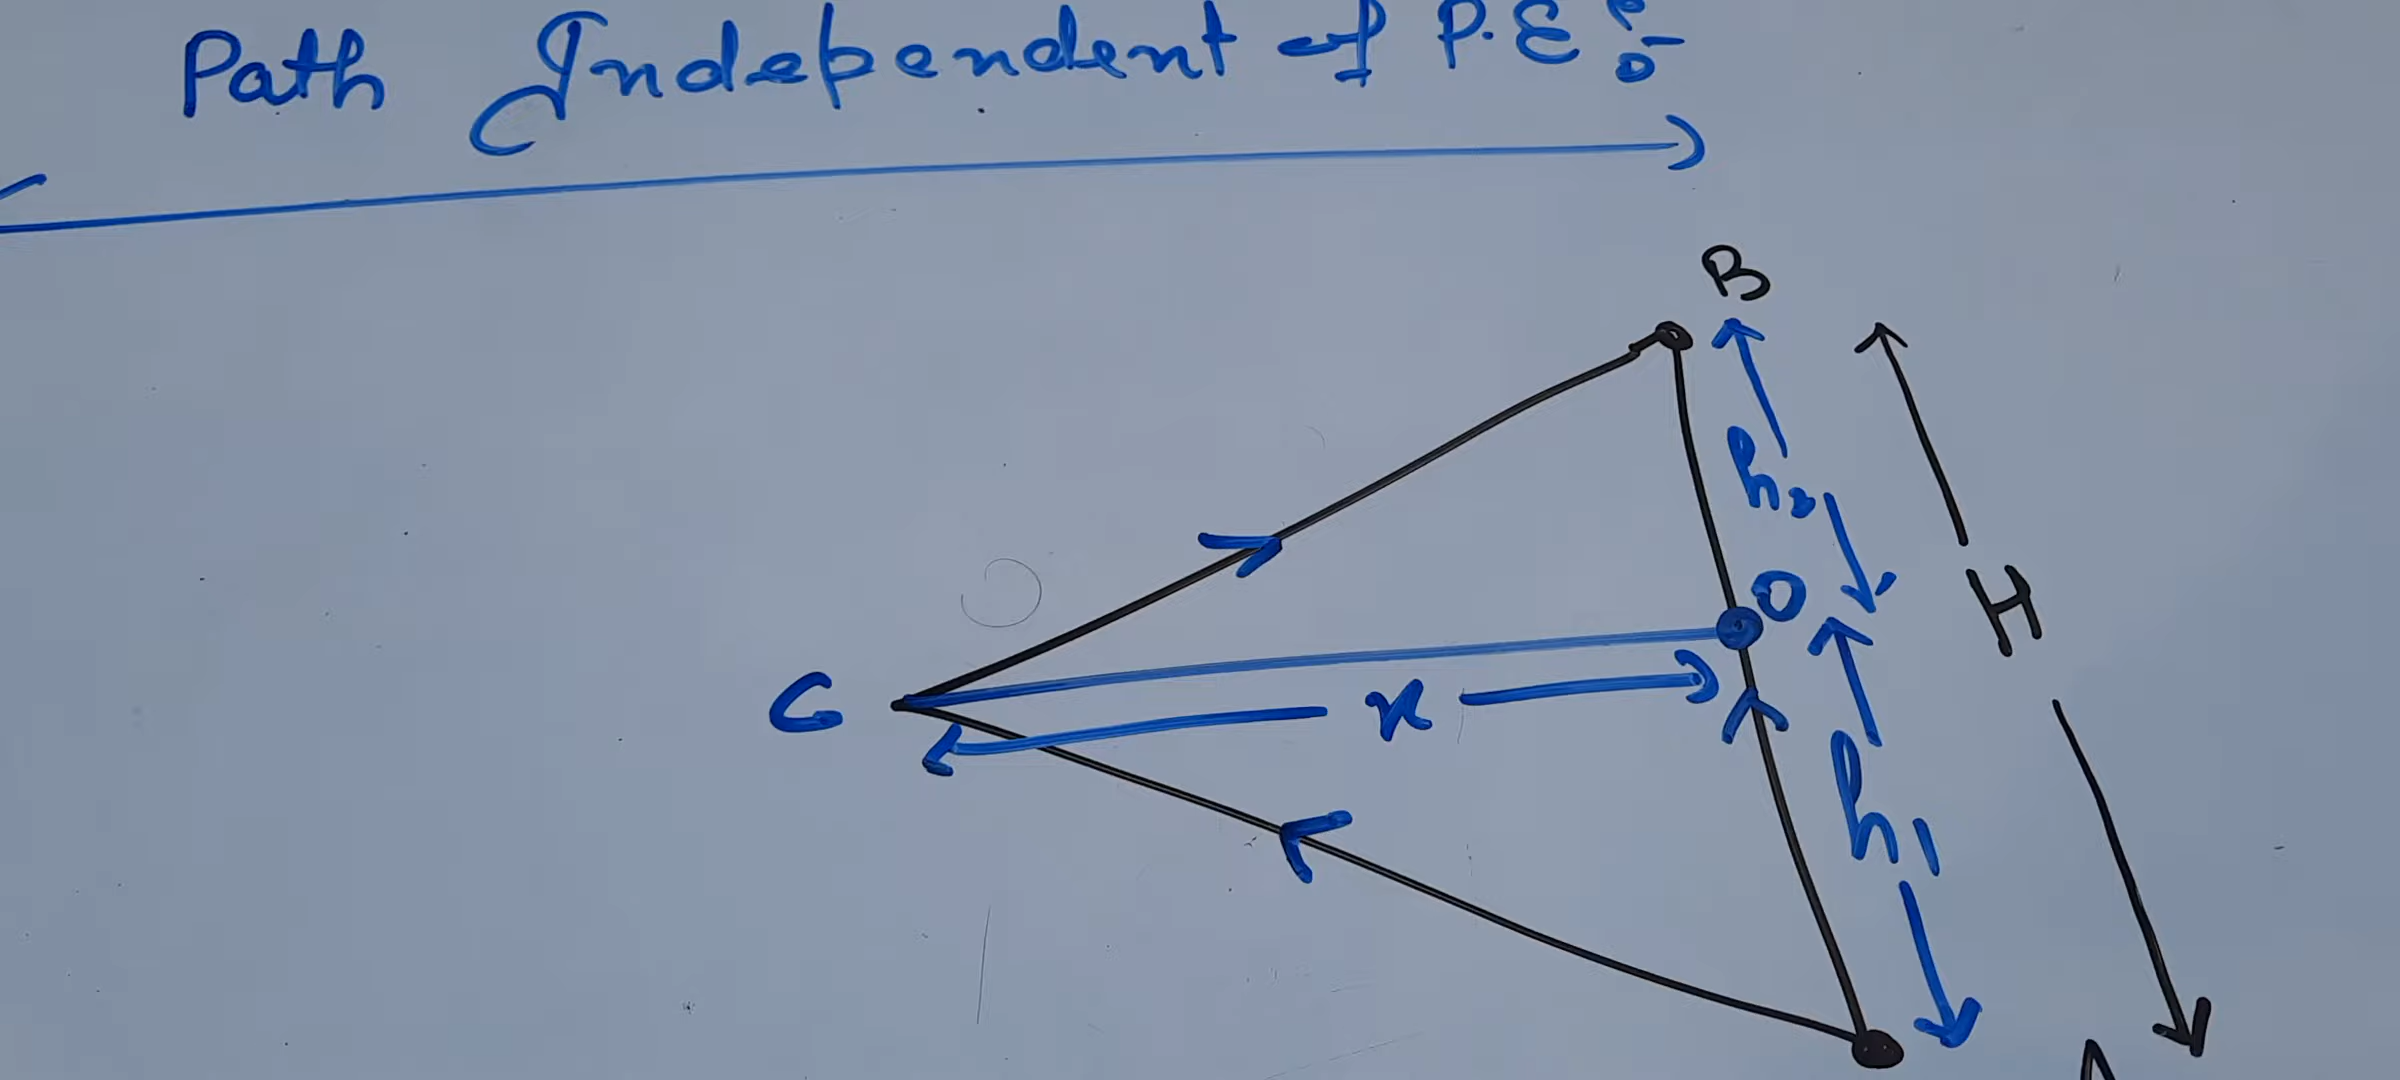 Path Independent of P.E :-
B
h₂
O
H
C
x
h₁
A